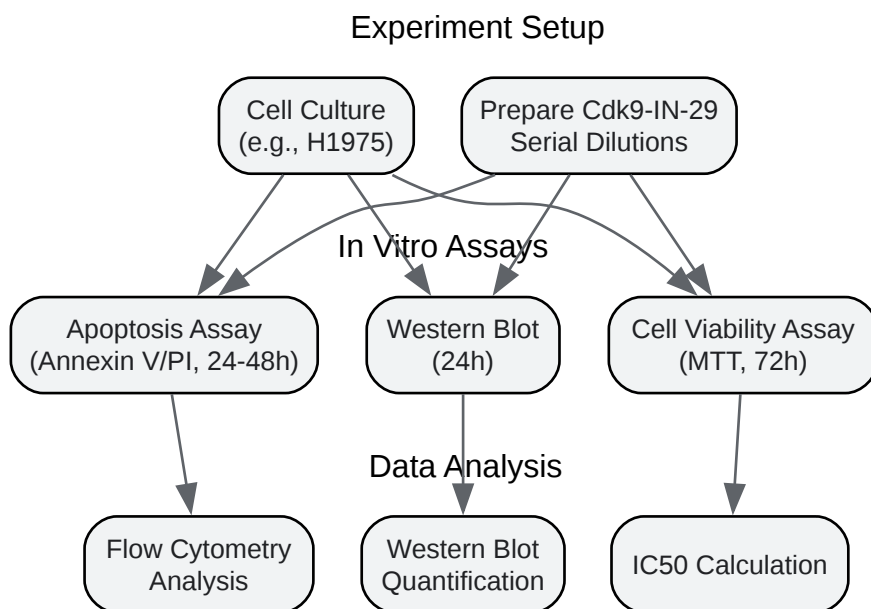 Experiment Setup
Cell Culture
(e.g., H1975)
Prepare Cdk9-IN-29
Serial Dilutions
In Vitro Assays
Apoptosis Assay
(Annexin V/PI, 24-48h)
Western Blot
(24h)
Cell Viability Assay
(MTT, 72h)
Data Analysis
Flow Cytometry
Analysis
Western Blot
Quantification
IC50 Calculation